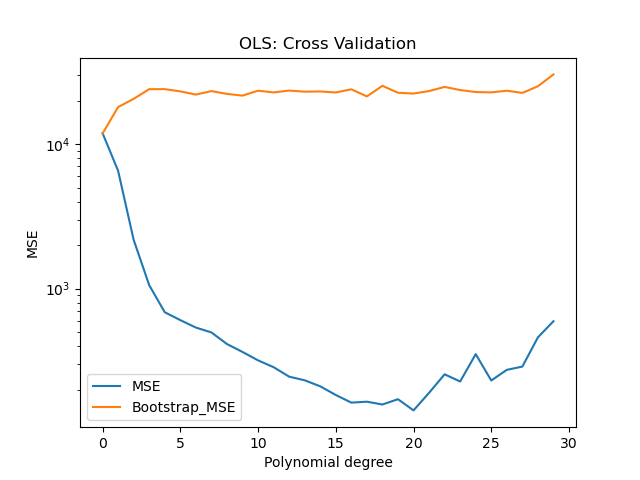 OLS: Cross Validation
MSE
10^4
10^3
MSE
Bootstrap_MSE
0 5 10 15 20 25 30
Polynomial degree